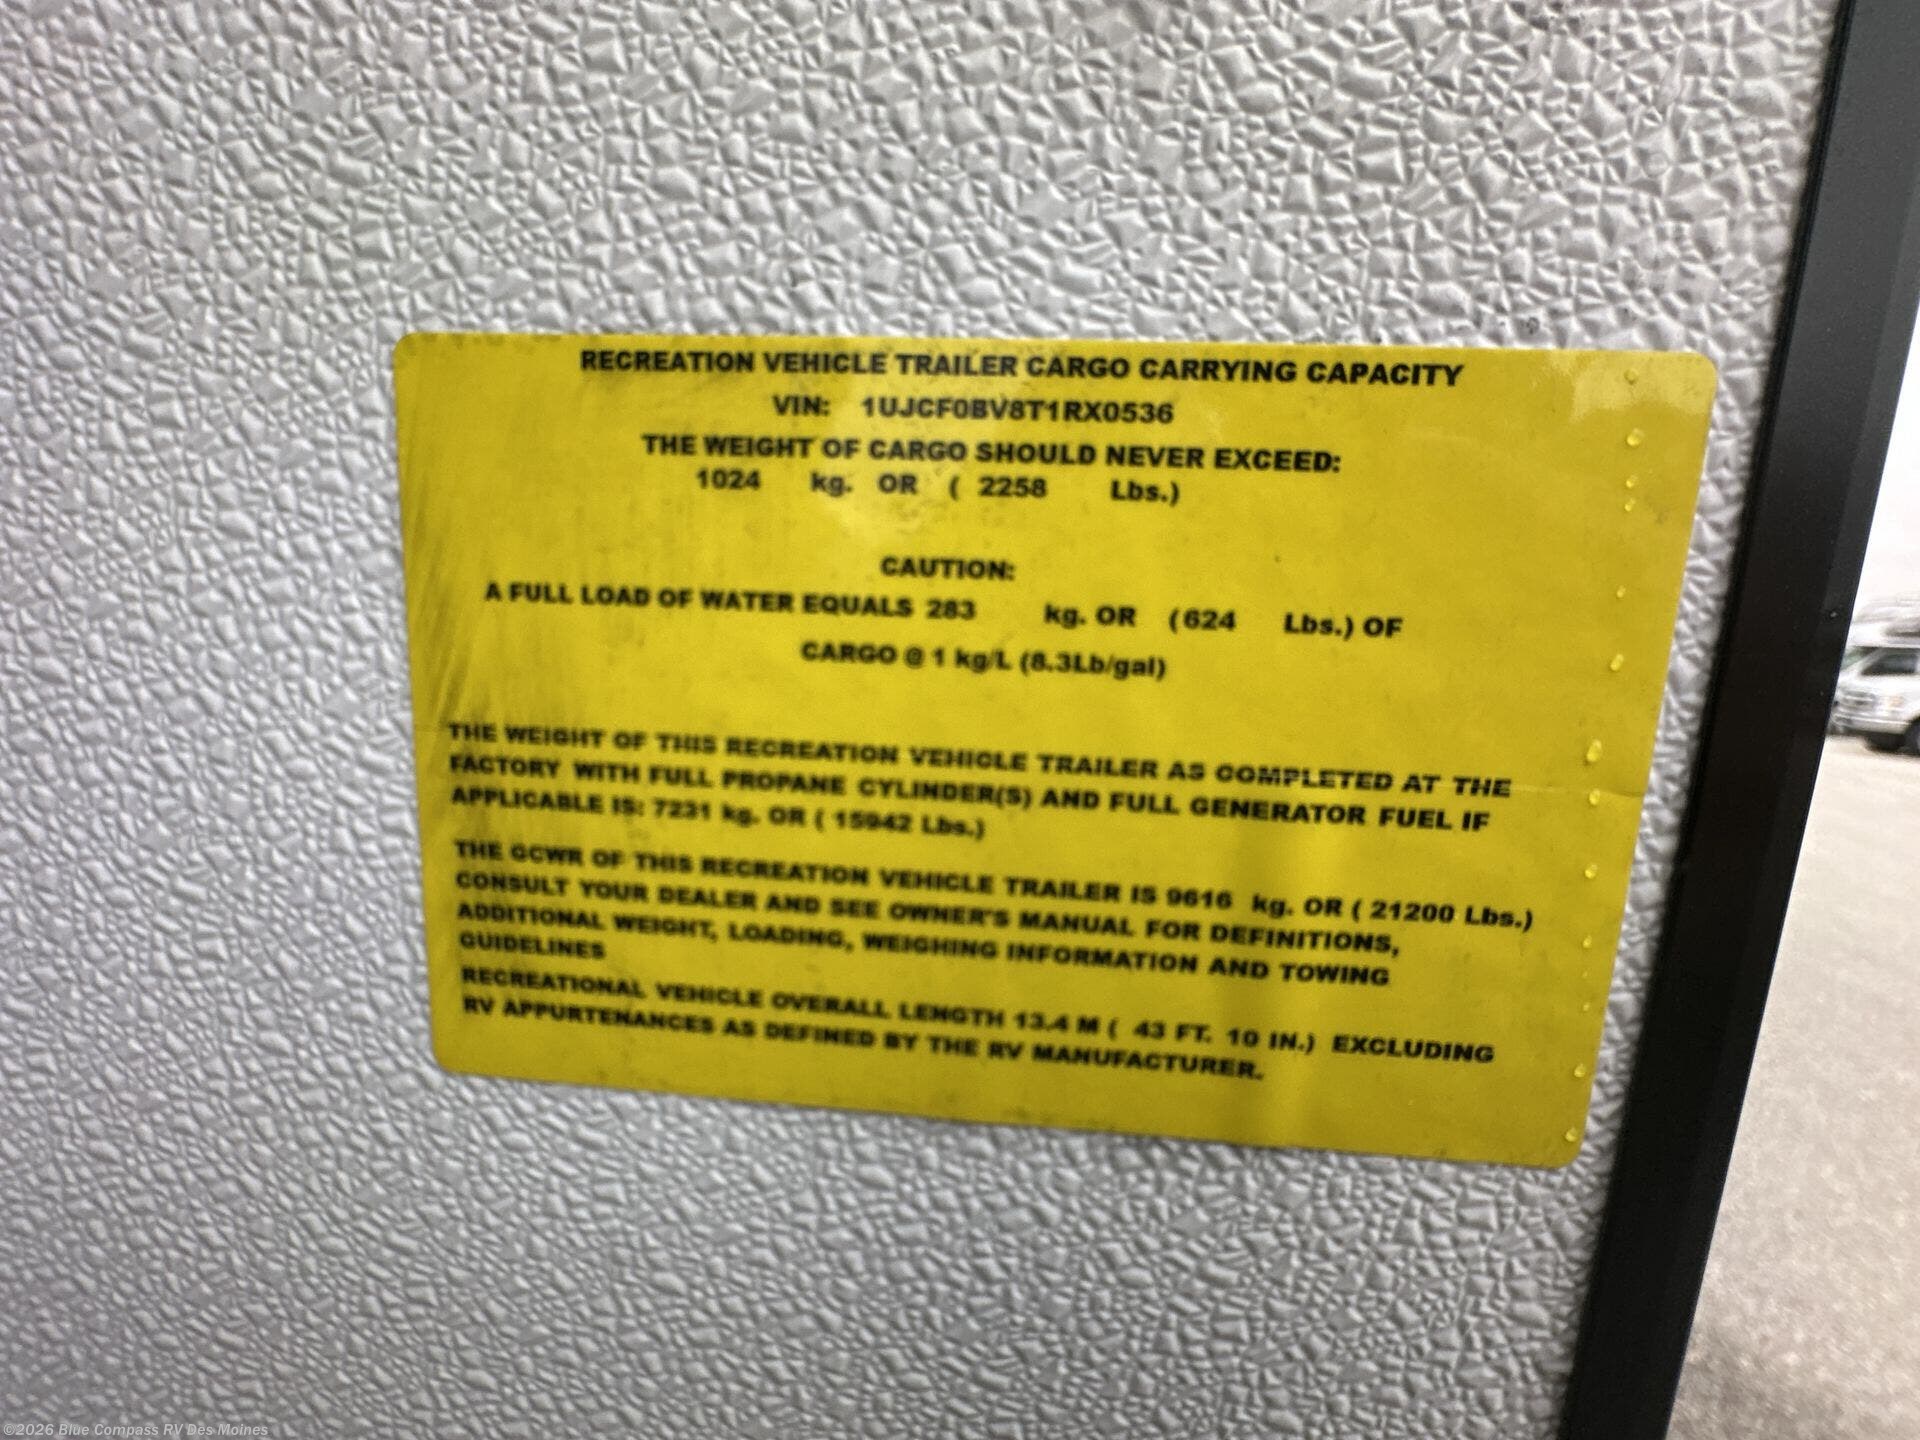 RECREATION VEHICLE TRAILER CARGO CARRYING CAPACITY
VIN: 1UJCF0BV8T1RX0536
THE WEIGHT OF CARGO SHOULD NEVER EXCEED:
1024 kg. OR ( 2258 Lbs.)
CAUTION:
A FULL LOAD OF WATER EQUALS 283 kg. OR (624 Lbs.) OF
CARGO @ 1 kg/L (8.3Lb/gal)
THE WEIGHT OF THIS RECREATION VEHICLE TRAILER AS COMPLETED AT THE
FACTORY WITH FULL PROPANE CYLINDER(S) AND FULL GENERATOR FUEL IF
APPLICABLE IS: 7231 kg. OR ( 15942 Lbs.)
THE GCWR OF THIS RECREATION VEHICLE TRAILER IS 9616 kg. OR ( 21200 Lbs.)
CONSULT YOUR DEALER AND SEE OWNER'S MANUAL FOR DEFINITIONS,
ADDITIONAL WEIGHT, LOADING, WEIGHING INFORMATION AND TOWING
GUIDELINES
RECREATIONAL VEHICLE OVERALL LENGTH 13.4 M ( 43 FT. 10 IN.) EXCLUDING
RV APPURTENANCES AS DEFINED BY THE RV MANUFACTURER.
©2026 Blue Compass RV Des Moines